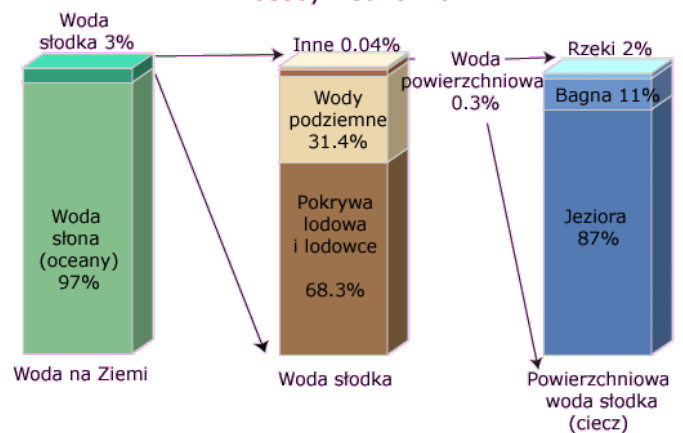 Woda
słodka 3%
Woda
słona
(oceany)
97%
Woda na Ziemi
Inne 0.04%
Wody
podziemne
31.4%
Pokrywa
lodowa
i lodowce
68.3%
Woda słodka
Woda
powierzchniowa
0.3%
Rzeki 2%
Bagna 11%
Jeziora
87%
Powierzchniowa
woda słodka
(ciecz)